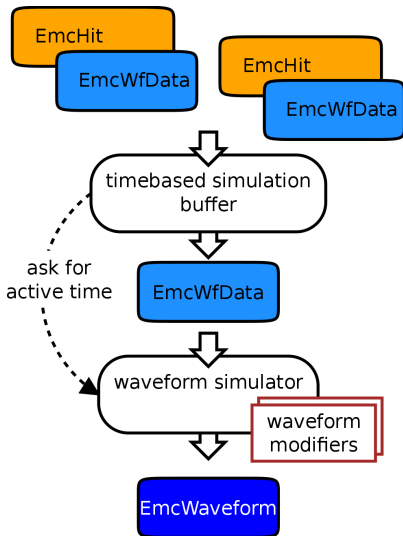 EmcHit
EmcWfData
EmcHit
EmcWfData
timebased simulation
buffer
ask for
active time
EmcWfData
waveform simulator
waveform
modifiers
EmcWaveform